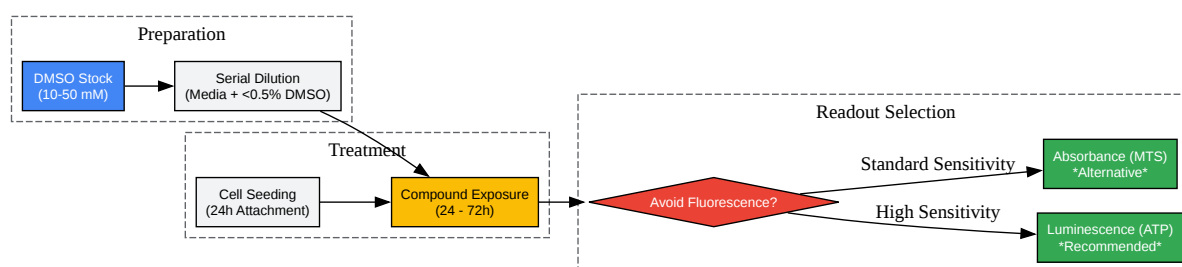 Preparation
DMSO Stock
(10-50 mM)
Serial Dilution
(Media + <0.5% DMSO)
Treatment
Cell Seeding
(24h Attachment)
Compound Exposure
(24 - 72h)
Readout Selection
Avoid Fluorescence?
Standard Sensitivity
High Sensitivity
Absorbance (MTS)
*Alternative*
Luminescence (ATP)
*Recommended*